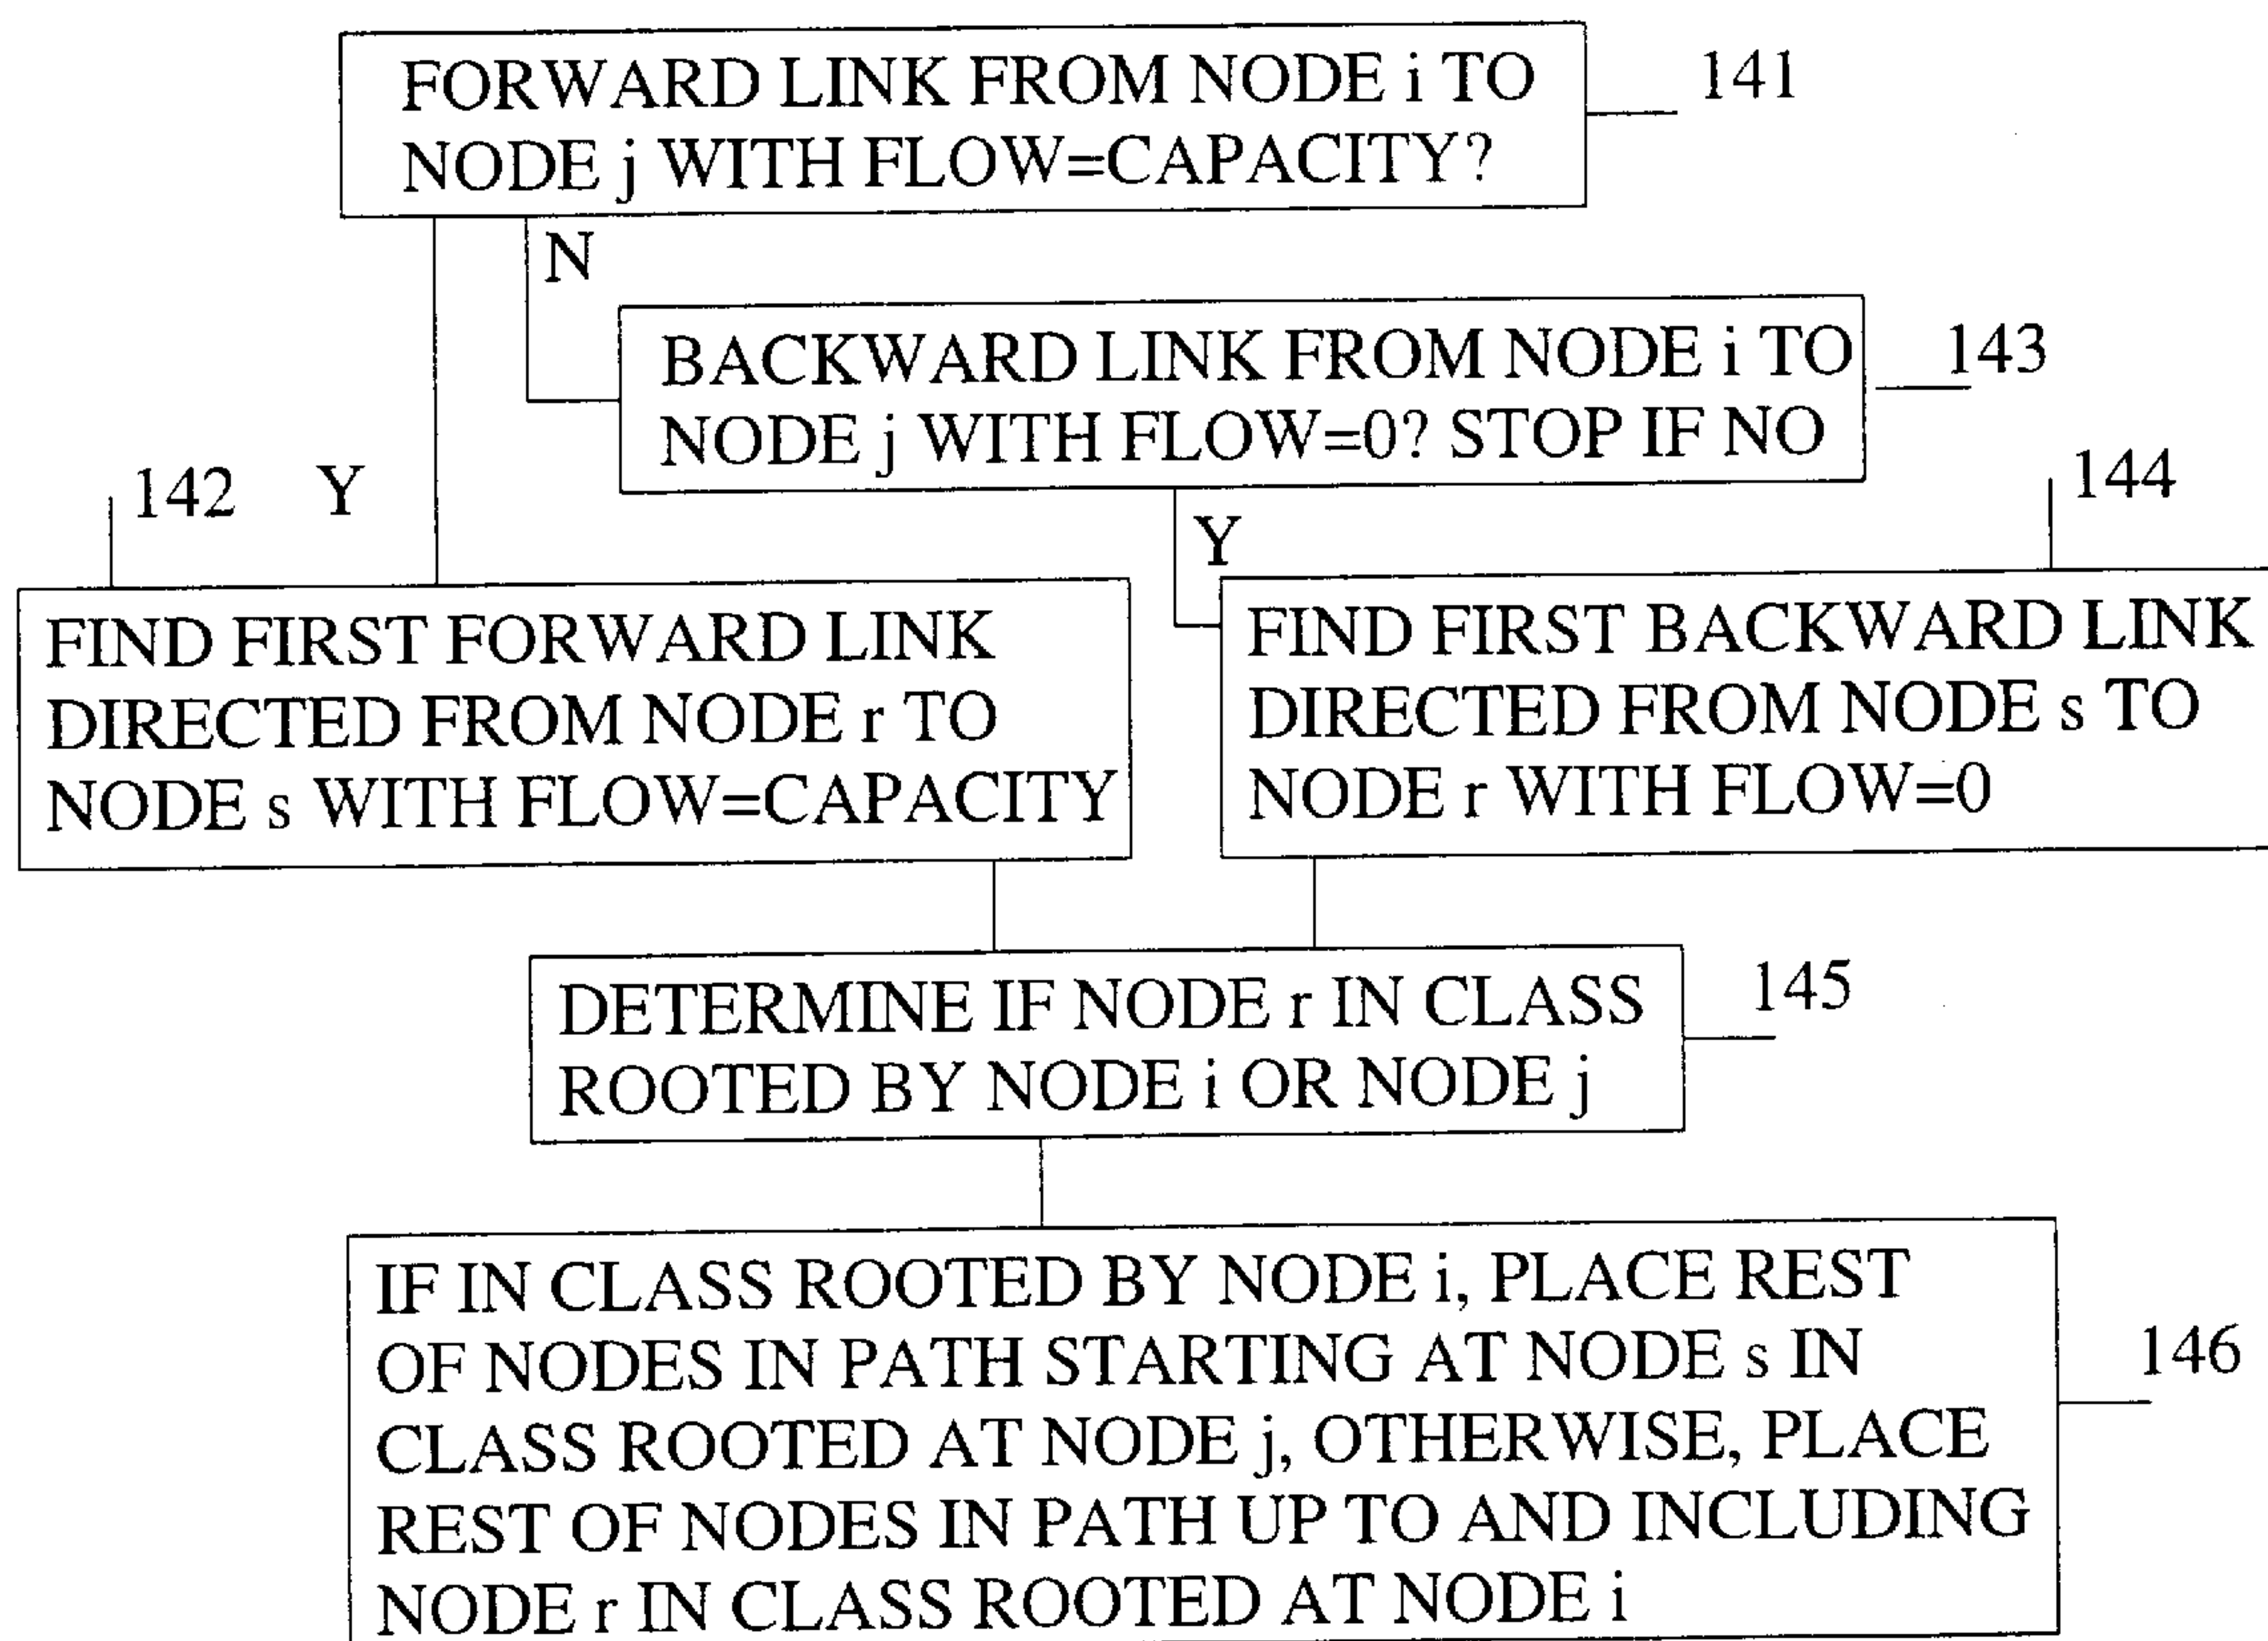 FORWARD LINK FROM NODE i TO
NODE j WITH FLOW=CAPACITY?
141
N
BACKWARD LINK FROM NODE i TO
NODE j WITH FLOW=0? STOP IF NO
143
142
Y
Y
144
FIND FIRST FORWARD LINK
DIRECTED FROM NODE r TO
NODE s WITH FLOW=CAPACITY
FIND FIRST BACKWARD LINK
DIRECTED FROM NODE s TO
NODE r WITH FLOW=0
DETERMINE IF NODE r IN CLASS
ROOTED BY NODE i OR NODE j
145
IF IN CLASS ROOTED BY NODE i, PLACE REST
OF NODES IN PATH STARTING AT NODE s IN
CLASS ROOTED AT NODE j, OTHERWISE, PLACE
REST OF NODES IN PATH UP TO AND INCLUDING
NODE r IN CLASS ROOTED AT NODE i
146